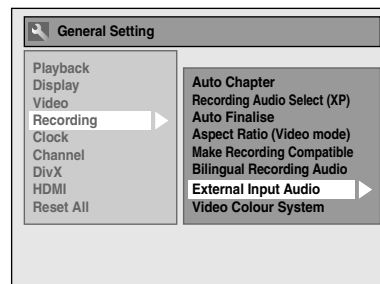 General Setting
Playback
Display
Video
Recording
Clock
Channel
DivX
HDMI
Reset All
Auto Chapter
Recording Audio Select (XP)
Auto Finalise
Aspect Ratio (Video mode)
Make Recording Compatible
Bilingual Recording Audio
External Input Audio
Video Colour System